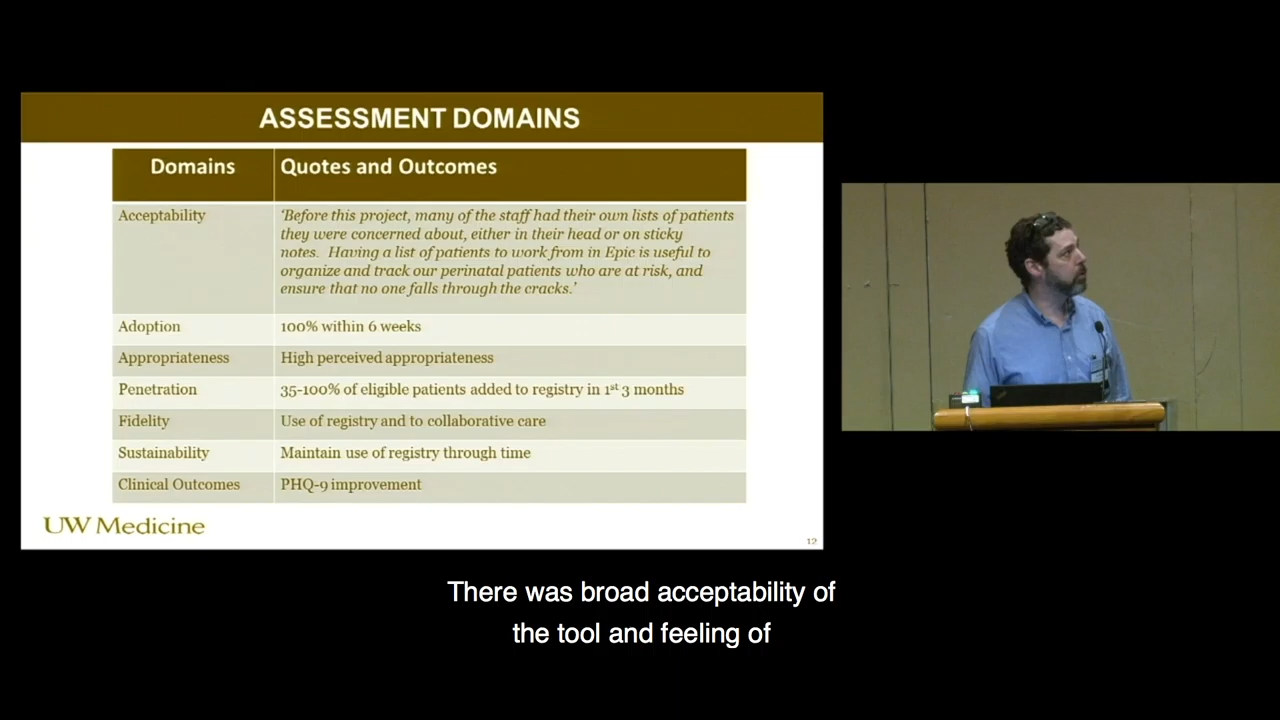 ASSESSMENT DOMAINS
Domains
Quotes and Outcomes
Acceptability
‘Before this project, many of the staff had their own lists of patients
they were concerned about, either in their head or on sticky
notes. Having a list of patients to work from in Epic is useful to
organize and track our perinatal patients who are at risk, and
ensure that no one falls through the cracks.’
Adoption
100% within 6 weeks
Appropriateness
High perceived appropriateness
Penetration
35-100% of eligible patients added to registry in 1st 3 months
Fidelity
Use of registry and to collaborative care
Sustainability
Maintain use of registry through time
Clinical Outcomes
PHQ-9 improvement
UW Medicine
12
There was broad acceptability of
the tool and feeling of